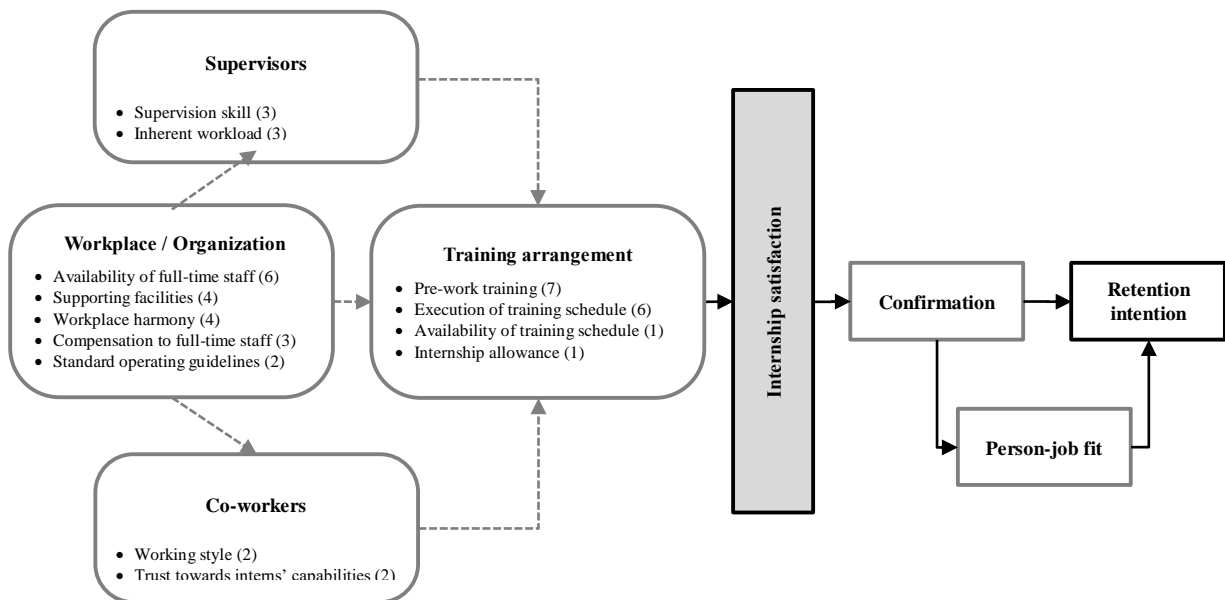 Supervisors
• Supervision skill (3)
• Inherent workload (3)
Workplace / Organization
• Availability of full-time staff (6)
• Supporting facilities (4)
• Workplace harmony (4)
• Compensation to full-time staff (3)
• Standard operating guidelines (2)
Co-workers
• Working style (2)
• Trust towards interns’ capabilities (2)
Training arrangement
• Pre-work training (7)
• Execution of training schedule (6)
• Availability of training schedule (1)
• Internship allowance (1)
Internship satisfaction
Confirmation
Person-job fit
Retention
intention